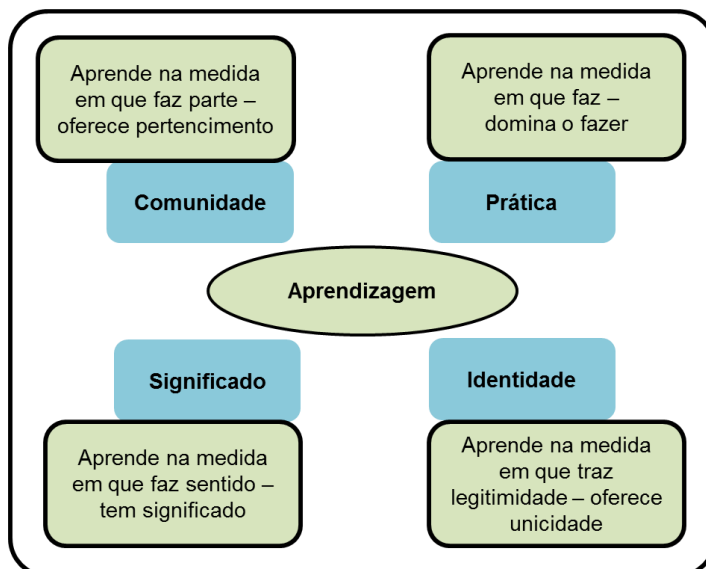 Aprende na medida
em que faz parte –
oferece pertencimento
Comunidade
Aprende na medida
em que faz –
domina o fazer
Prática
Aprendizagem
Significado
Aprende na medida
em que faz sentido –
tem significado
Identidade
Aprende na medida
em que traz
legitimidade – oferece
unicidade